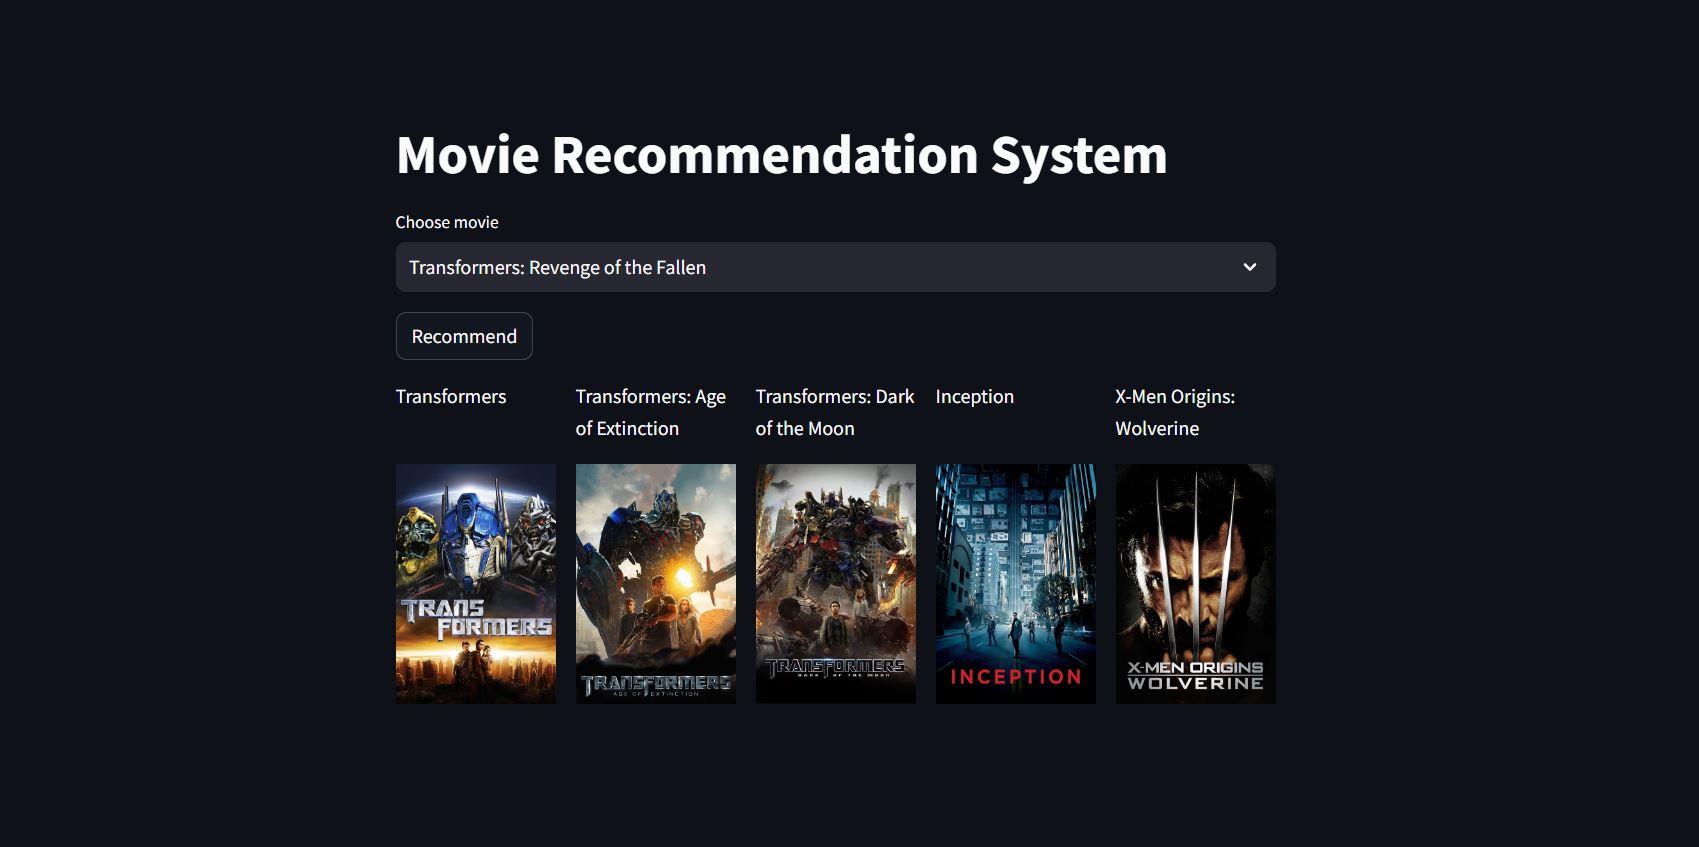 Movie Recommendation System
Choose movie
Transformers: Revenge of the Fallen
Recommend
Transformers
Transformers: Age
of Extinction
Transformers: Dark
of the Moon
Inception
X-Men Origins:
Wolverine
TRANS
FORMERS
TRANSFORMERS
AGE OF EXTINCTION
TRANSFORMERS
DARK OF THE MOON
INCEPTION
X-MEN ORIGINS
WOLVERINE